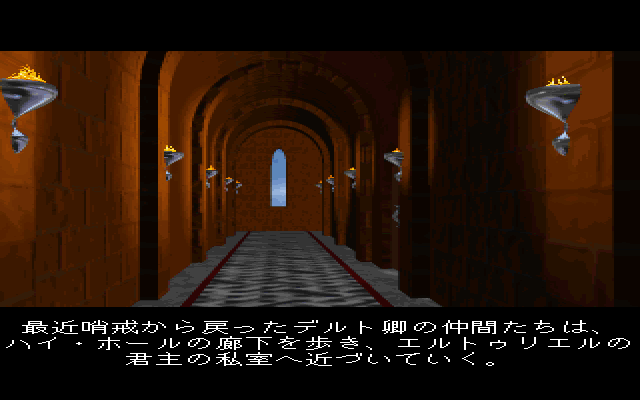 最近哨戒から戻ったデルト卿の仲間たちは、
ハイ・ホールの廊下を歩き、エルトゥリエルの
君主の私室へ近づいていく。